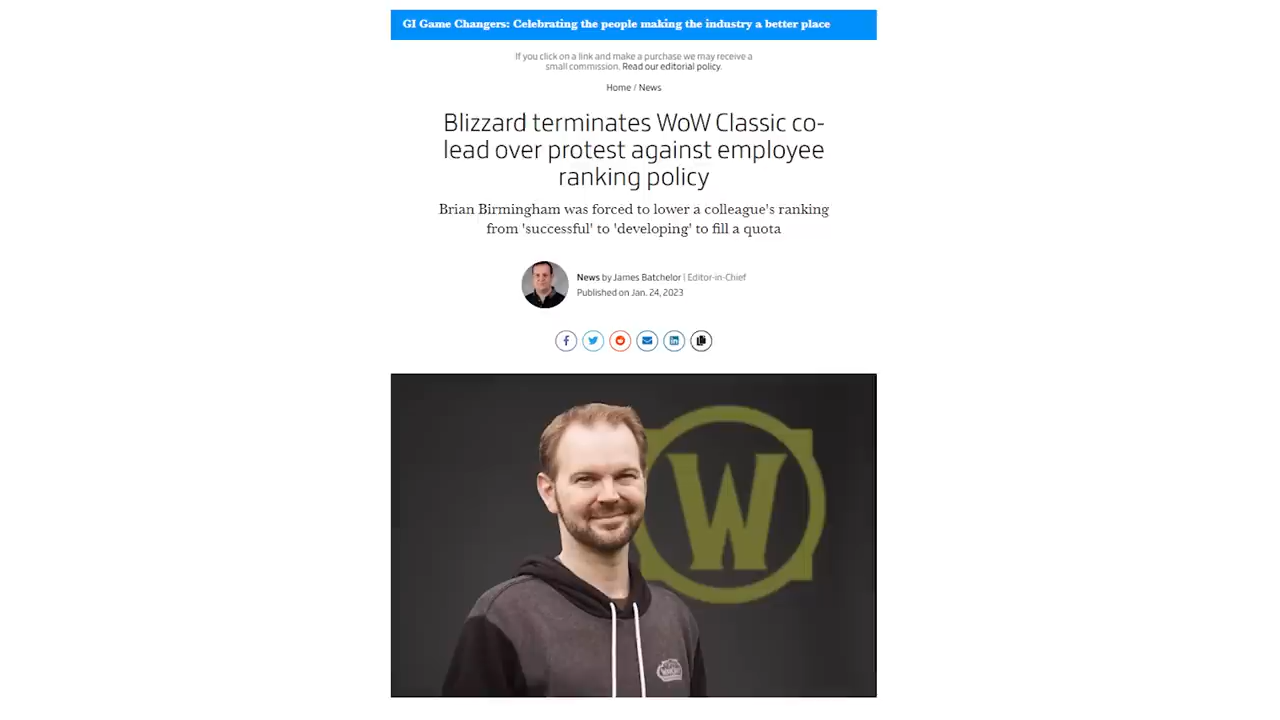 GI Game Changers: Celebrating the people making the industry a better place
If you click on a link and make a purchase we may receive a
small commission. Read our editorial policy.
Home / News
Blizzard terminates WoW Classic co-
lead over protest against employee
ranking policy
Brian Birmingham was forced to lower a colleague's ranking
from 'successful' to 'developing' to fill a quota
News by James Batchelor | Editor-in-Chief
Published on Jan. 24, 2023
W